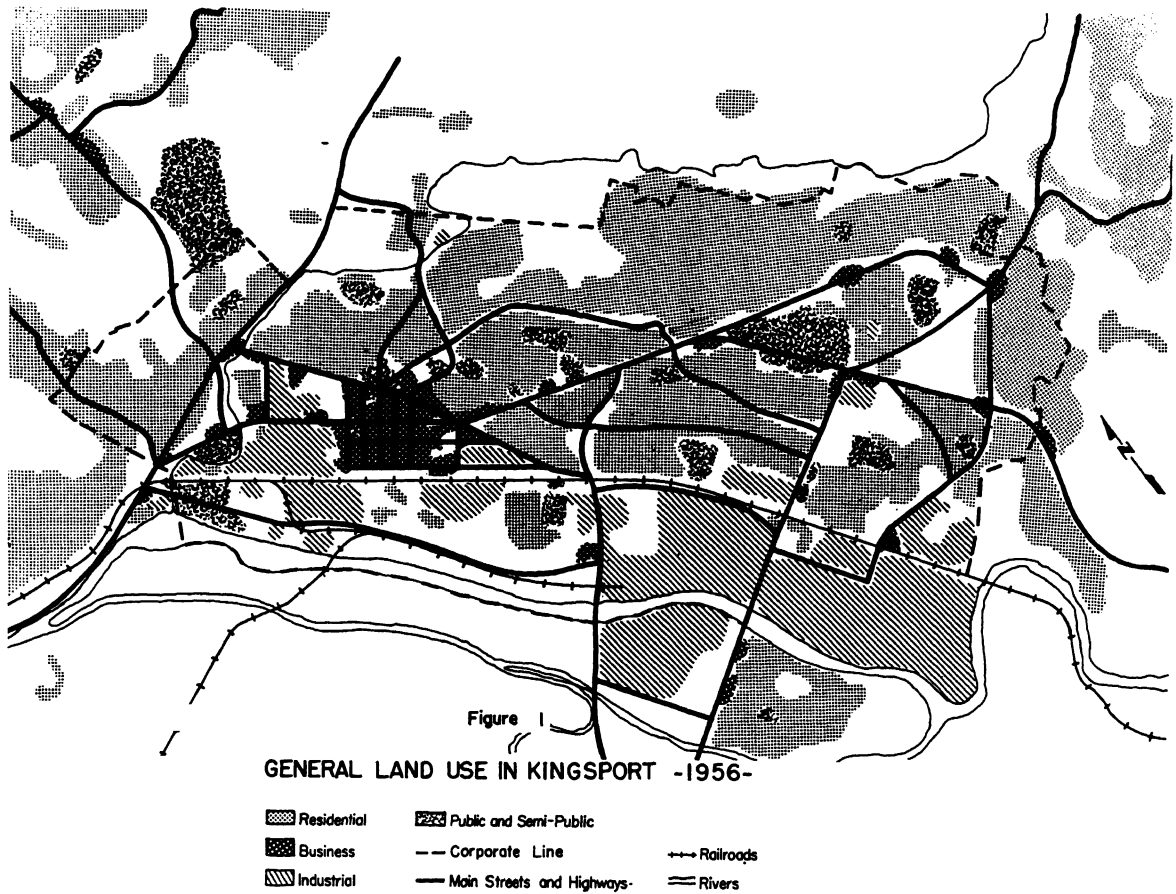 N
Figure 1
GENERAL LAND USE IN KINGSPORT -1956-
Residential
Public and Semi-Public
Business
Corporate Line
Railroads
Industrial
Main Streets and Highways-
Rivers